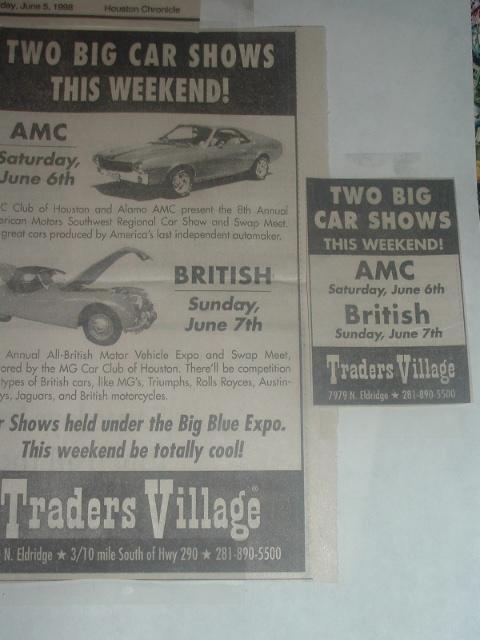 day, June 5, 1998
Houston Chronicle
TWO BIG CAR SHOWS
THIS WEEKEND!
AMC
Saturday,
June 6th
C Club of Houston and Alamo AMC present the 8th Annual
rican Motors Southwest Regional Car Show and Swap Meet.
great cars produced by America's last independent automaker.
BRITISH
Sunday,
June 7th
Annual All-British Motor Vehicle Expo and Swap Meet,
ored by the MG Car Club of Houston. There'll be competition
types of British cars, like MG's, Triumphs, Rolls Royces, Austin-
ys, Jaguars, and British motorcycles.
r Shows held under the Big Blue Expo.
This weekend be totally cool!
Traders Village®
N. Eldridge ★ 3/10 mile South of Hwy 290 ★ 281-890-5500
TWO BIG
CAR SHOWS
THIS WEEKEND!
AMC
Saturday, June 6th
British
Sunday, June 7th
Traders Village
7979 N. Eldridge ★ 281-890-5500